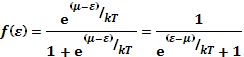 f(ε) = e^{(μ−ε)/kT} / (1 + e^{(μ−ε)/kT}) = 1 / (e^{(ε−μ)/kT} + 1)